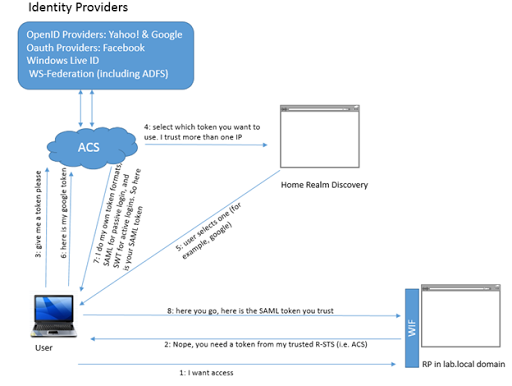 Identity Providers
OpenID Providers: Yahoo! & Google
Oauth Providers: Facebook
Windows Live ID
WS-Federation (including ADFS)
ACS
4: select which token you want to
use. I trust more than one IP
Home Realm Discovery
3: give me a token please
6: here is my google token
7: I do my own token formats:
SAML for passive login, and
SWT for active logins. So here
is your SAML token
5: user selects one (for
example, google)
8: here you go, here is the SAML token you trust
WIF
2: Nope, you need a token from my trusted R-STS (i.e. ACS)
User
1: I want access
RP in lab.local domain